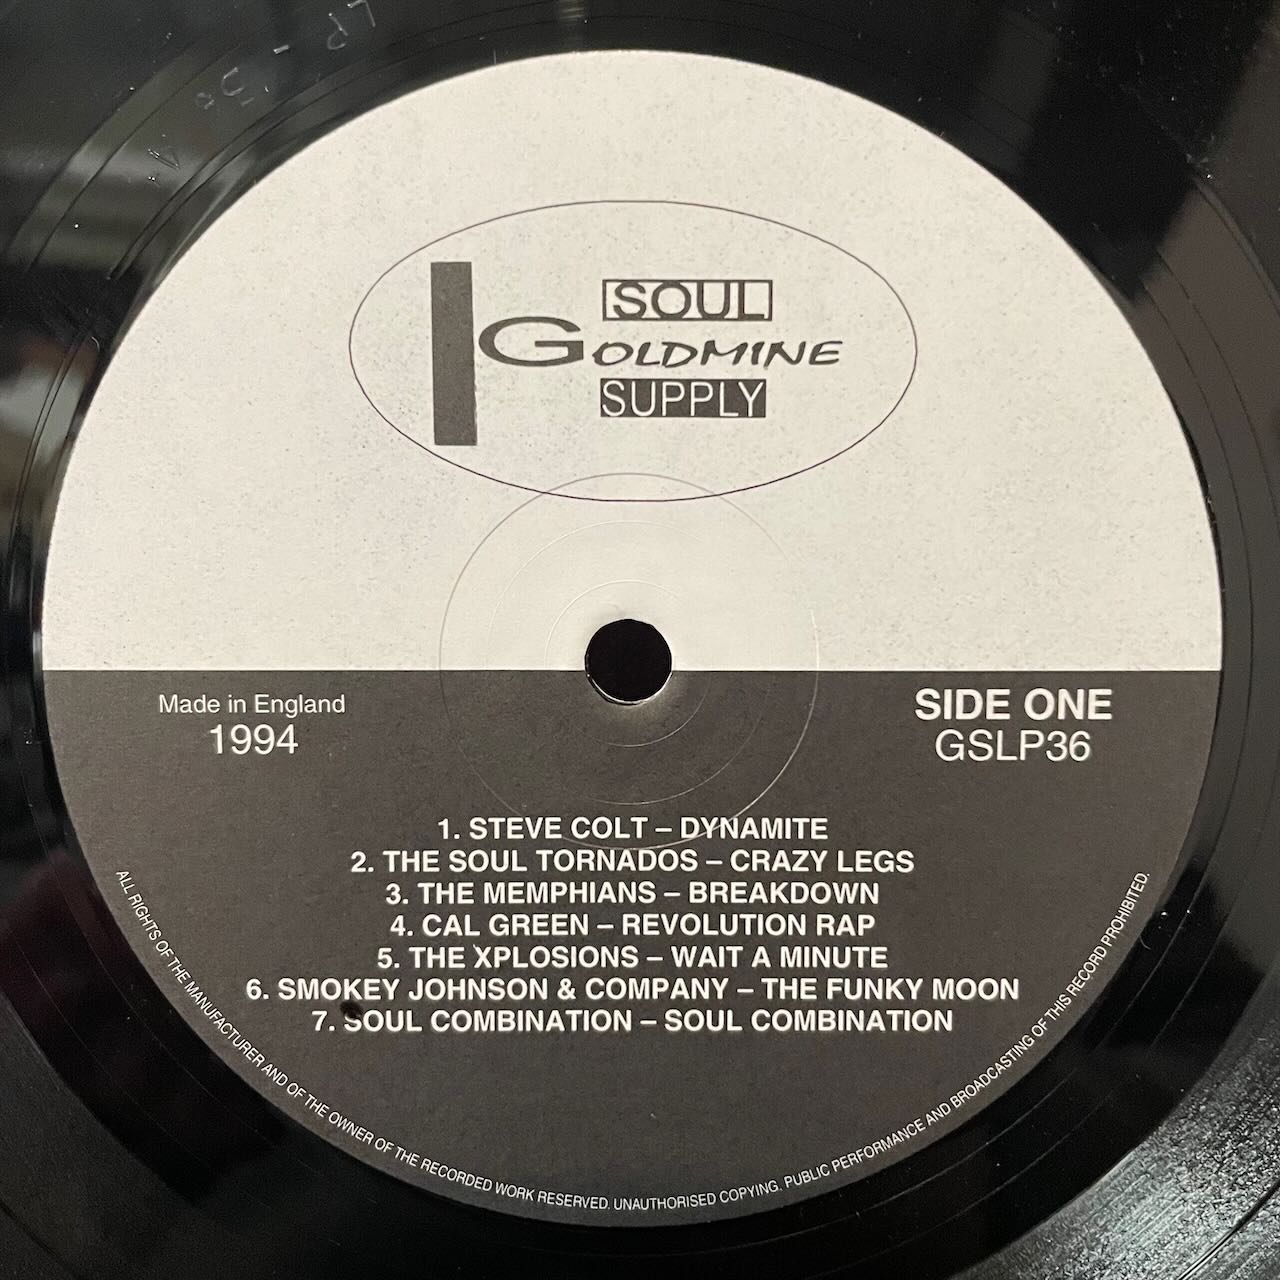 SOUL
GOLDMINE
SUPPLY
Made in England
1994
SIDE ONE
GSLP36
1. STEVE COLT – DYNAMITE
2. THE SOUL TORNADOS – CRAZY LEGS
3. THE MEMPHIANS – BREAKDOWN
4. CAL GREEN – REVOLUTION RAP
5. THE XPLOSIONS – WAIT A MINUTE
6. SMOKEY JOHNSON & COMPANY – THE FUNKY MOON
7. SOUL COMBINATION – SOUL COMBINATION
ALL RIGHTS OF THE MANUFACTURER AND OF THE OWNER OF THE RECORDED WORK RESERVED. UNAUTHORISED COPYING. PUBLIC PERFORMANCE AND BROADCASTING OF THIS RECORD PROHIBITED.